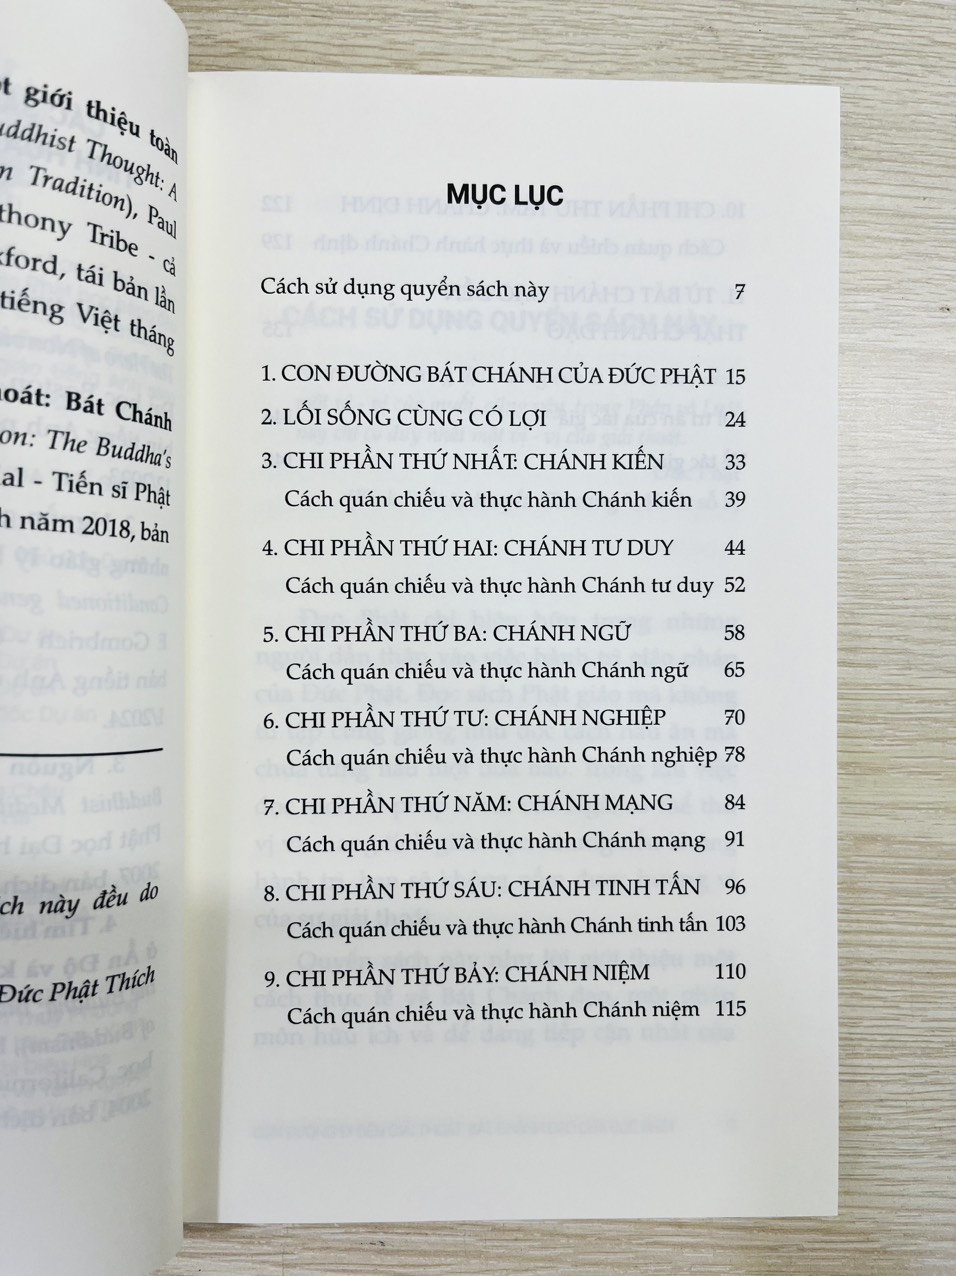 giới thiệu toàn
Buddhist Thought: A
Tradition), Paul
Anthony Tribe - cả
tái bản lần
tiếng Việt tháng
Bát Chánh
The Buddha's
- Tiến sĩ Phật
năm 2018, bản
này đều do
Đức Phật Thích
MỤC LỤC
Cách sử dụng quyển sách này 7
1. CON ĐƯỜNG BÁT CHÁNH CỦA ĐỨC PHẬT 15
2. LỐI SỐNG CÙNG CÓ LỢI 24
3. CHI PHẦN THỨ NHẤT: CHÁNH KIẾN 33
Cách quán chiếu và thực hành Chánh kiến 39
4. CHI PHẦN THỨ HAI: CHÁNH TƯ DUY 44
Cách quán chiếu và thực hành Chánh tư duy 52
5. CHI PHẦN THỨ BA: CHÁNH NGỮ 58
Cách quán chiếu và thực hành Chánh ngữ 65
6. CHI PHẦN THỨ TƯ: CHÁNH NGHIỆP 70
Cách quán chiếu và thực hành Chánh nghiệp 78
7. CHI PHẦN THỨ NĂM: CHÁNH MẠNG 84
Cách quán chiếu và thực hành Chánh mạng 91
8. CHI PHẦN THỨ SÁU: CHÁNH TINH TẤN 96
Cách quán chiếu và thực hành Chánh tinh tấn 103
9. CHI PHẦN THỨ BẢY: CHÁNH NIỆM 110
Cách quán chiếu và thực hành Chánh niệm 115